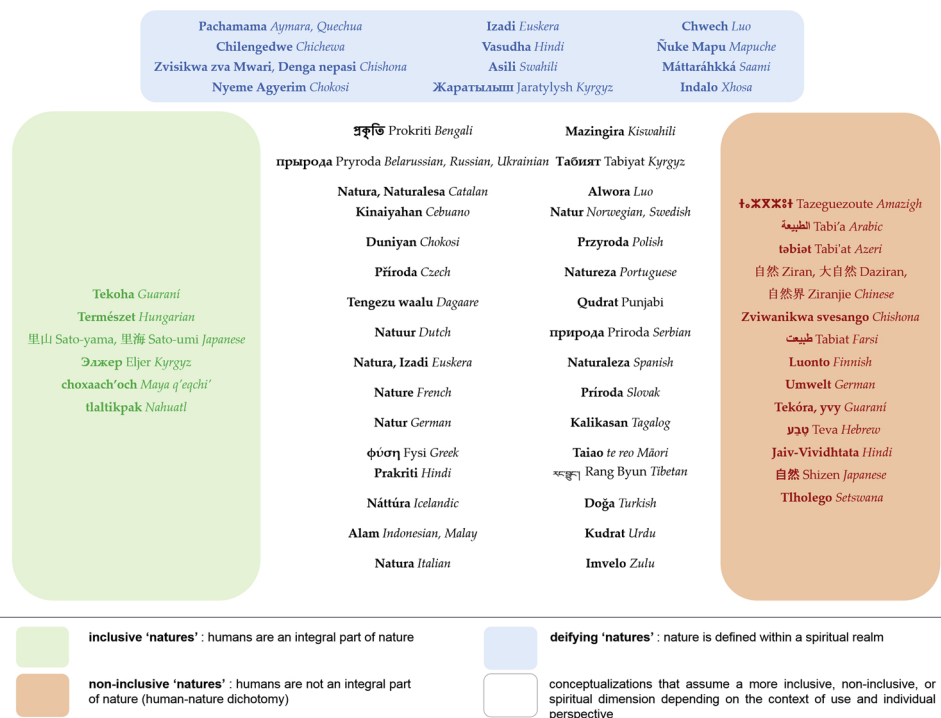 Pachamama Aymara, Quechua
Chilengedwe Chichewa
Zvisikwa zva Mwari, Denga nepasi Chishona
Nyeme Agyerim Chokosi
Izadi Euskera
Vasudha Hindi
Asili Swahili
Жаратылыш Jaratylysh Kyrgyz
Chwech Luo
Ñuke Mapu Mapuche
Máttaráhkká Saami
Indalo Xhosa
Tekoha Guaraní
Természet Hungarian
里山 Sato-yama, 里海 Sato-umi Japanese
Элжер Eljer Kyrgyz
choxaach'och Maya q'eqchi'
tlaltikpak Nahuatl
প্রকৃতি Prokriti Bengali
прырода Pryroda Belarussian, Russian, Ukrainian
Natura, Naturalesa Catalan
Kinaiyahan Cebuano
Duniyan Chokosi
Příroda Czech
Tengezu waalu Dagaare
Natuur Dutch
Natura, Izadi Euskera
Nature French
Natur German
φύση Fysi Greek
Prakriti Hindi
Náttúra Icelandic
Alam Indonesian, Malay
Natura Italian
Mazingira Kiswahili
Табият Tabiyat Kyrgyz
Alwora Luo
Natur Norwegian, Swedish
Przyroda Polish
Natureza Portuguese
Qudrat Punjabi
природа Priroda Serbian
Naturaleza Spanish
Príroda Slovak
Kalikasan Tagalog
Taiao te reo Māori
རང་བྱུང། Rang Byun Tibetan
Doğa Turkish
Kudrat Urdu
Imvelo Zulu
ⵜⴰⵣⴳⵣⵓⵜ Tazeguezoute Amazigh
الطبيعة Tabi'a Arabic
təbiət Tabi'at Azeri
自然 Ziran, 大自然 Daziran,
自然界 Ziranjie Chinese
Zviwanikwa svesango Chishona
طبیعت Tabiat Farsi
Luonto Finnish
Umwelt German
Tekóra, yvy Guaraní
טֶבַע Teva Hebrew
Jaiv-Vividhtata Hindi
自然 Shizen Japanese
Tlholego Setswana
inclusive 'natures' : humans are an integral part of nature
non-inclusive 'natures' : humans are not an integral part
of nature (human-nature dichotomy)
deifying 'natures' : nature is defined within a spiritual realm
conceptualizations that assume a more inclusive, non-inclusive, or
spiritual dimension depending on the context of use and individual
perspective